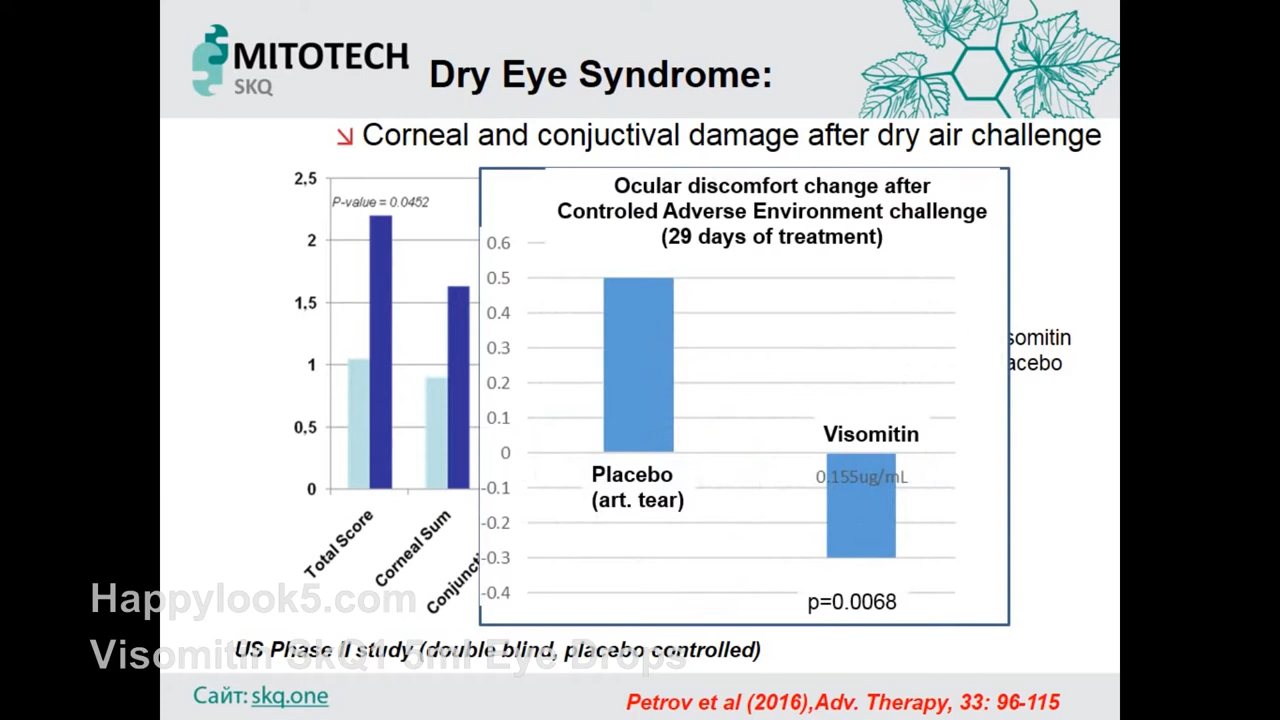 MITOTECH
SKQ
Dry Eye Syndrome:
Corneal and conjuctival damage after dry air challenge
2,5
2
1,5
1
0,5
0
P-value = 0.0452
Total Score
Corneal Sum
Ocular discomfort change after
Controled Adverse Environment challenge
(29 days of treatment)
0.6
0.5
0.4
0.3
0.2
0.1
0
-0.1
-0.2
-0.3
-0.4
Placebo
(art. tear)
Visomitin
0.155ug/mL
p=0.0068
Happylook5.com
Visomitin SkQ1 5ml Eye Drops
US Phase II study (double blind, placebo controlled)
Сайт: skq.one
Petrov et al (2016),Adv. Therapy, 33: 96-115